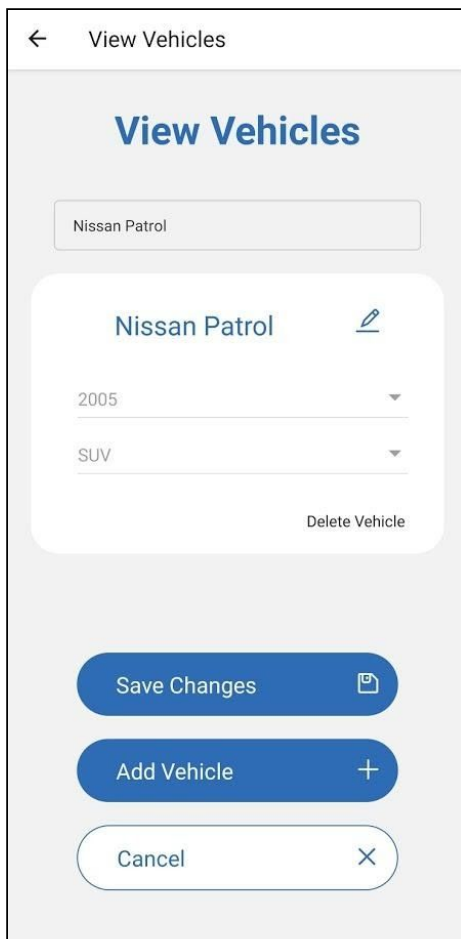 View Vehicles
View Vehicles
Nissan Patrol
Nissan Patrol
2005
SUV
Delete Vehicle
Save Changes
Add Vehicle
Cancel